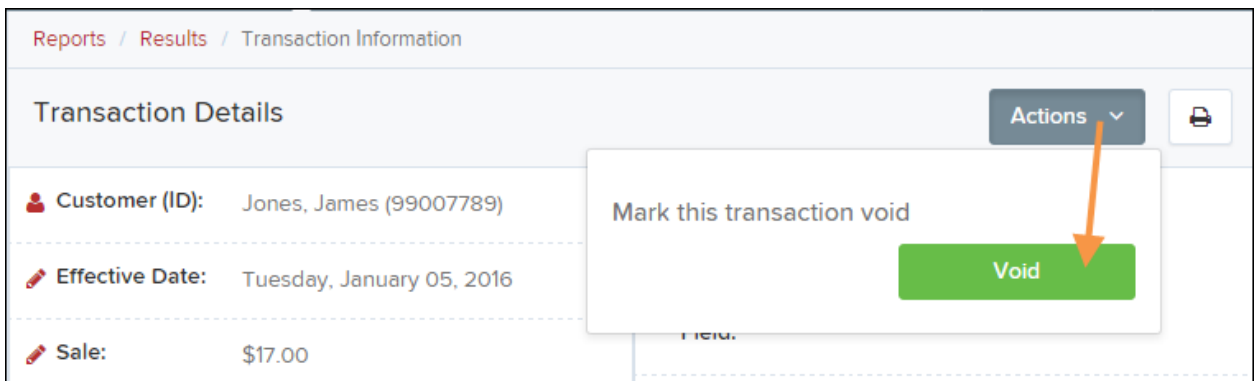 Reports / Results / Transaction Information
Transaction Details
Actions
Customer (ID): Jones, James (99007789)
Mark this transaction void
Effective Date: Tuesday, January 05, 2016
Void
Sale: $17.00